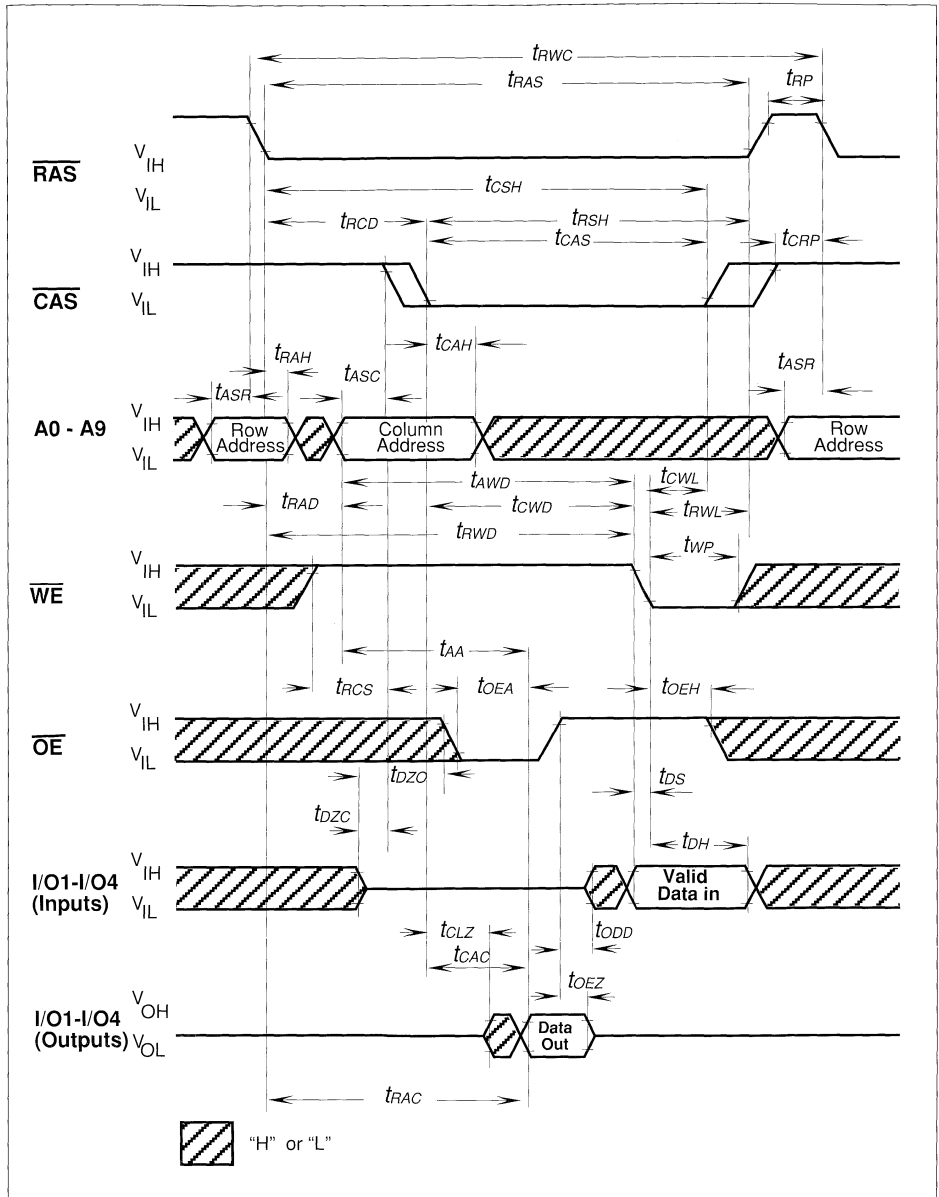 tRWC
tRAS
tRP
RAS
VIH
VIL
tCSH
tRCD
tRSH
tCAS
tCRP
CAS
VIH
VIL
tCAH
tRAH
tASC
tASR
tASR
A0 - A9
VIH
VIL
Row
Address
Column
Address
Row
Address
tAWD
tCWL
tRAD
tCWD
tRWL
tRWD
tWP
WE
VIH
VIL
tAA
tRCS
tOEA
tOEH
OE
VIH
VIL
tDZO
tDS
tDZC
tDH
I/O1-I/O4
(Inputs)
VIH
VIL
Valid
Data in
tCLZ
tODD
tCAC
tOEZ
I/O1-I/O4
(Outputs)
VOH
VOL
Data
Out
tRAC
“H” or “L”